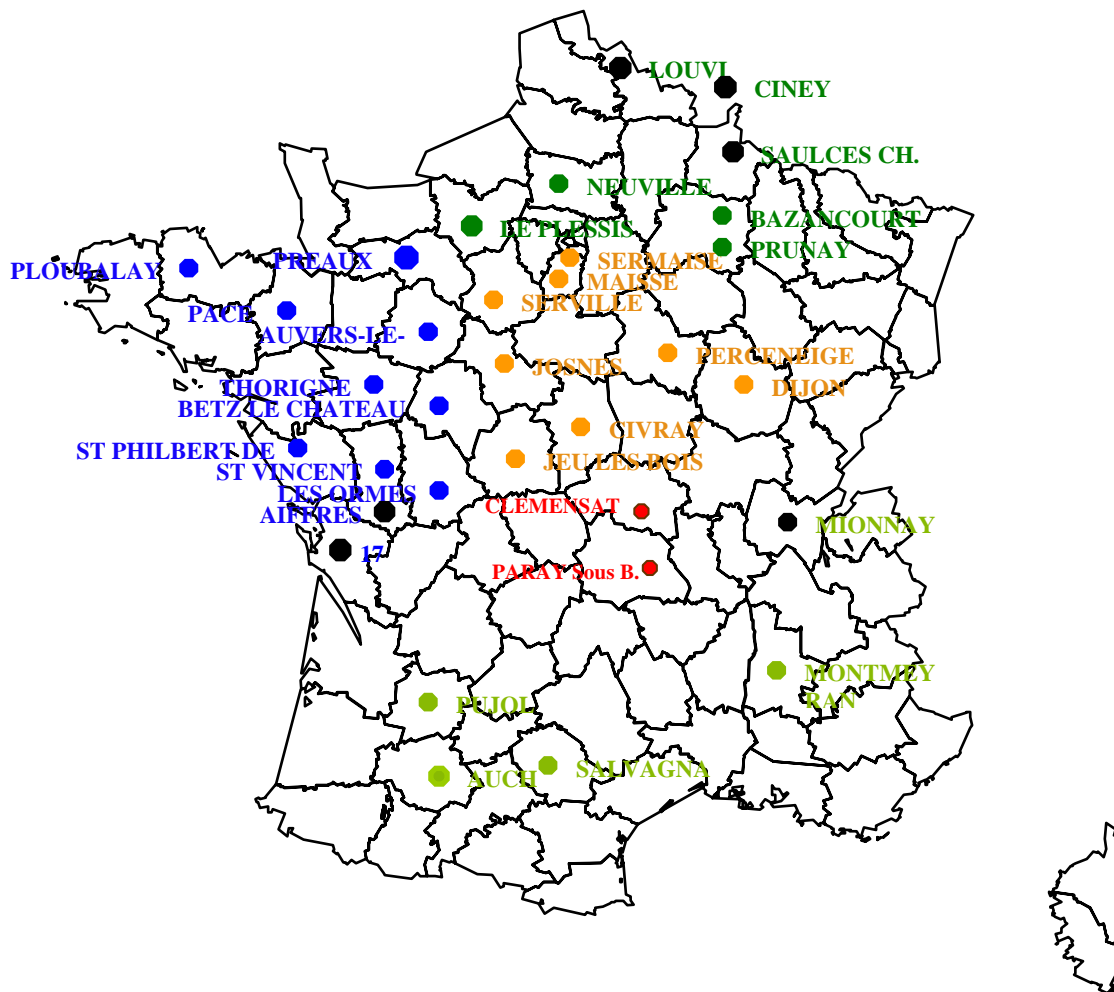 LOUVI
CINEY
SAULCES CH.
NEUVILLE
BAZANCOURT
LE PLESSIS
PRUNAY
PREAUX
SERMAISE
PLOUBALAY
MAISSE
SERVILLE
PACE
AUVERS-LE-
PERCENEIGE
JOSNES
THORIGNE
DIJON
BETZ LE CHATEAU
CIVRAY
ST PHILBERT DE
JEU LES BOIS
ST VINCENT
LES ORMES
CLEMENSAT
AIFFRES
MIONNAY
17
PARAY Sous B.
MONTMEY
RAN
PUJOL
SALVAGNA
AUCH